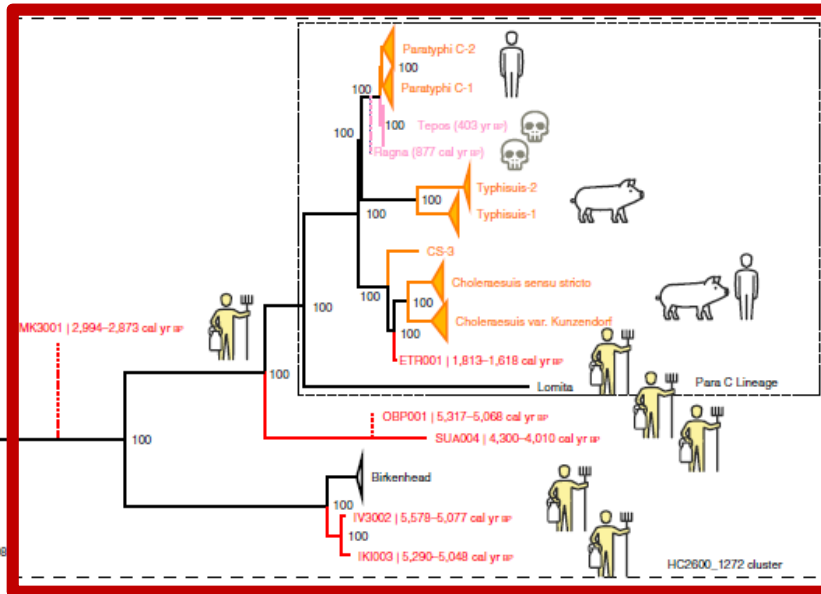 Paratyphi C-2
100
Paratyphi C-1
100
100
Tepos (403 yr BP)
100
Ragna (877 cal yr BP)
Typhisuis-2
100
100
Typhisuis-1
CS-3
Choleraesuis sensu stricto
100
100
100
Choleraesuis var. Kunzendorf
100
MK3001 | 2,994–2,873 cal yr BP
100
ETR001 | 1,813–1,618 cal yr BP
Lomita
Para C Lineage
OBP001 | 5,317–5,068 cal yr BP
100
SUA004 | 4,300–4,010 cal yr BP
Birkenhead
100
IV3002 | 5,578–5,077 cal yr BP
100
IKI003 | 5,290–5,048 cal yr BP
HC2600_1272 cluster